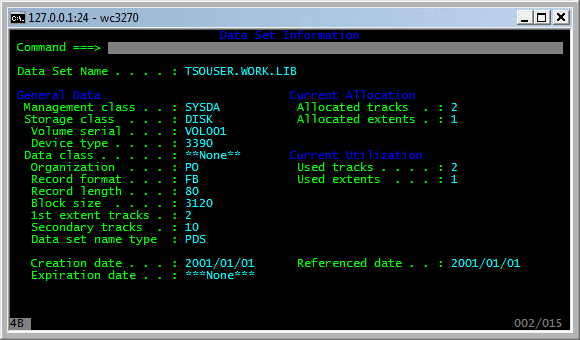 127.0.0.1:24 - wc3270
Data Set Information
Command ===>
Data Set Name . . . . : TSOUSER.WORK.LIB
General Data Current Allocation
Management class . . : SYSDA Allocated tracks . : 2
Storage class . . . : DISK Allocated extents . : 1
Volume serial . . . : VOL001
Device type . . . . : 3390
Data class . . . . . : **None** Current Utilization
Organization . . . : PO Used tracks . . . . : 2
Record format . . . : FB Used extents . . . : 1
Record length . . . : 80
Block size . . . . : 3120
1st extent tracks . : 2
Secondary tracks . : 10
Data set name type : PDS
Creation date . . . : 2001/01/01 Referenced date . . : 2001/01/01
Expiration date . . : ***None***
4B 002/015